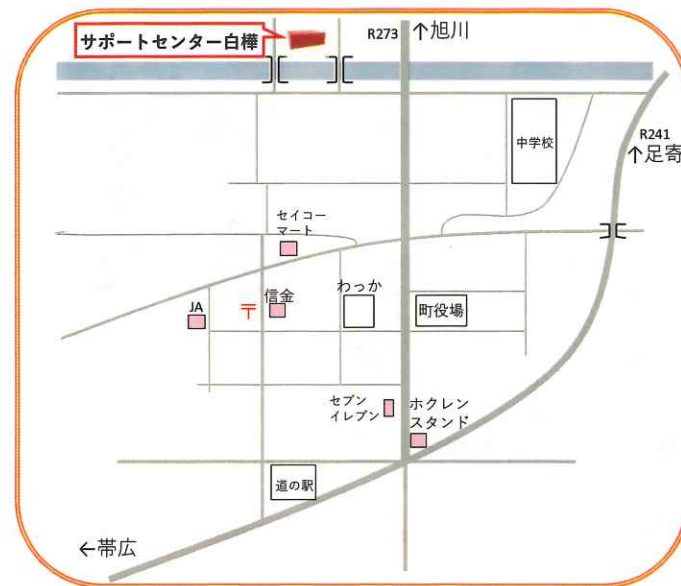 サポートセンター白樺
R273
↑旭川
中学校
R241
↑足寄
セイコー
マート
わっか
信金
〒
JA
町役場
セブン
イレブン
ホクレン
スタンド
道の駅
←帯広